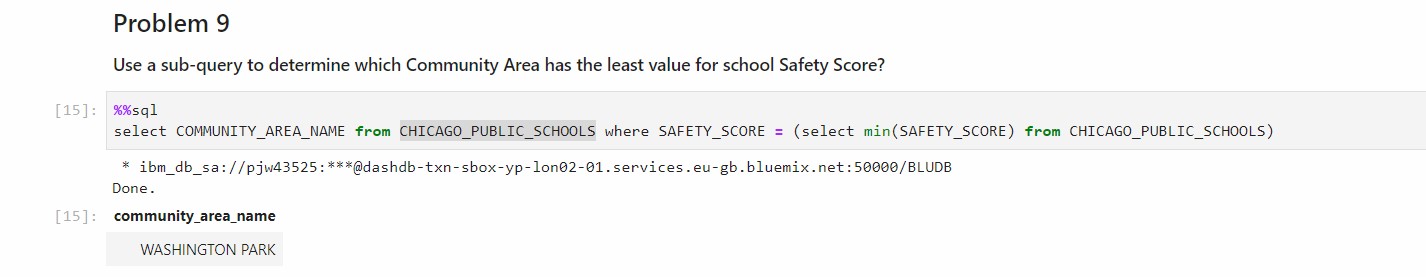 Problem 9
Use a sub-query to determine which Community Area has the least value for school Safety Score?
[15]: %%sql
select COMMUNITY_AREA_NAME from CHICAGO_PUBLIC_SCHOOLS where SAFETY_SCORE = (select min(SAFETY_SCORE) from CHICAGO_PUBLIC_SCHOOLS)
* ibm_db_sa://pjw43525:***@dashdb-txn-sbox-yp-lon02-01.services.eu-gb.bluemix.net:50000/BLUDB
Done.
[15]: community_area_name
WASHINGTON PARK